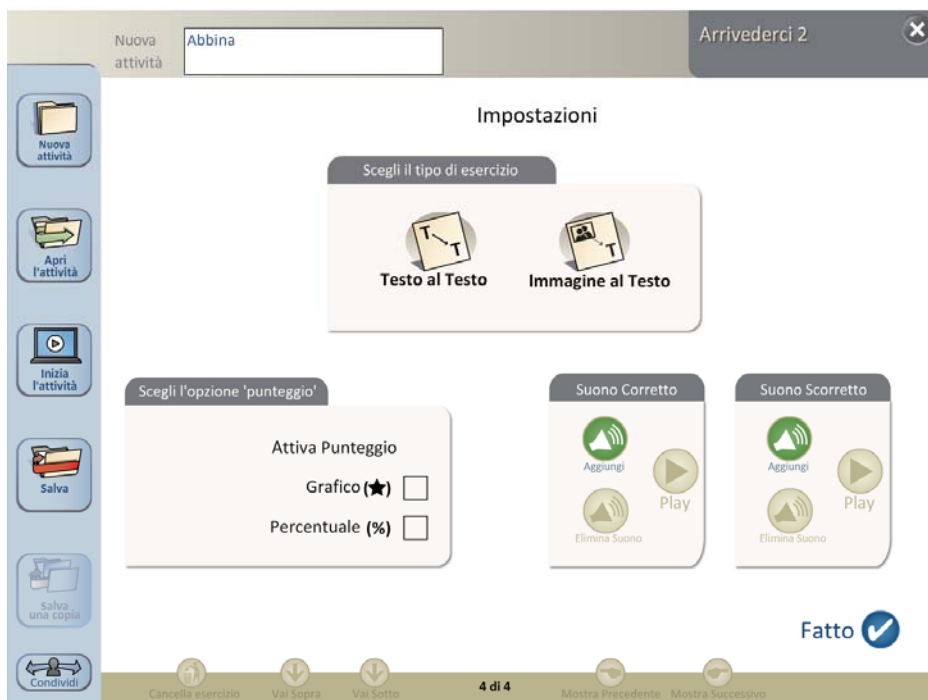 Nuova
attività
Abbina
Arrivederci 2
Nuova
attività
Apri
l'attività
Inizia
l'attività
Salva
Salva
una copia
Condividi
Impostazioni
Scegli il tipo di esercizio
T T
T
Testo al Testo
Immagine al Testo
Scegli l'opzione 'punteggio'
Attiva Punteggio
Grafico (★)
Percentuale (%)
Suono Corretto
Aggiungi
Play
Elimina Suono
Suono Scorretto
Aggiungi
Play
Elimina Suono
Fatto
Cancella esercizio
Vai Sopra
Vai Sotto
4 di 4
Mostra Precedente
Mostra Successivo